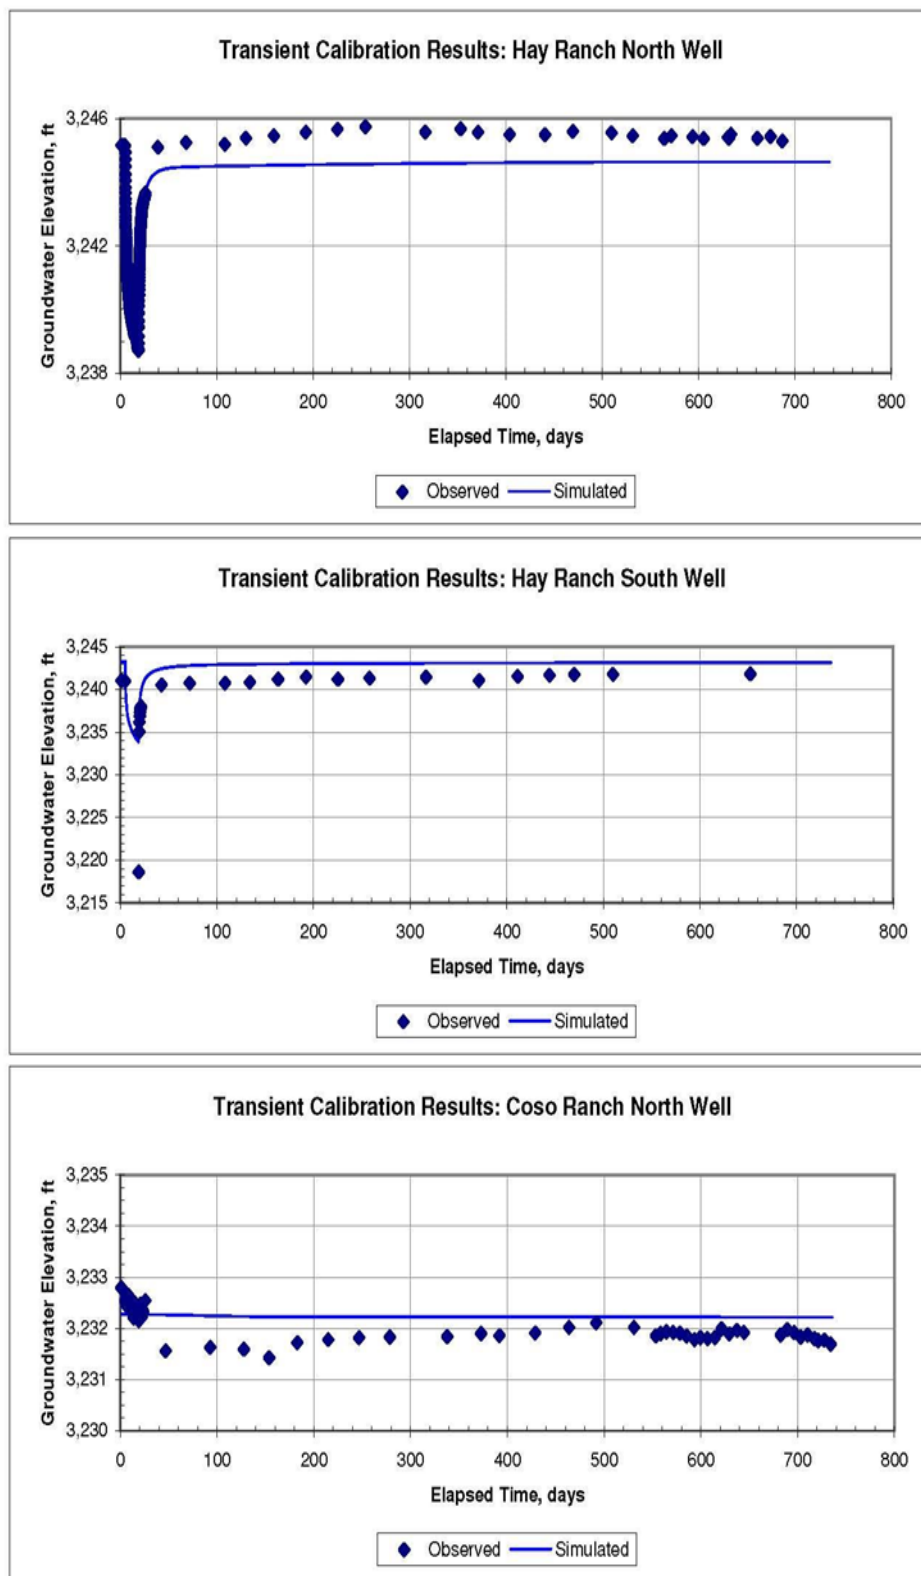 Transient Calibration Results: Hay Ranch North Well
Groundwater Elevation, ft
3,246
3,242
3,238
0 100 200 300 400 500 600 700 800
Elapsed Time, days
Observed Simulated
Transient Calibration Results: Hay Ranch South Well
Groundwater Elevation, ft
3,245
3,240
3,235
3,230
3,225
3,220
3,215
0 100 200 300 400 500 600 700 800
Elapsed Time, days
Observed Simulated
Transient Calibration Results: Coso Ranch North Well
Groundwater Elevation, ft
3,235
3,234
3,233
3,232
3,231
3,230
0 100 200 300 400 500 600 700 800
Elapsed Time, days
Observed Simulated